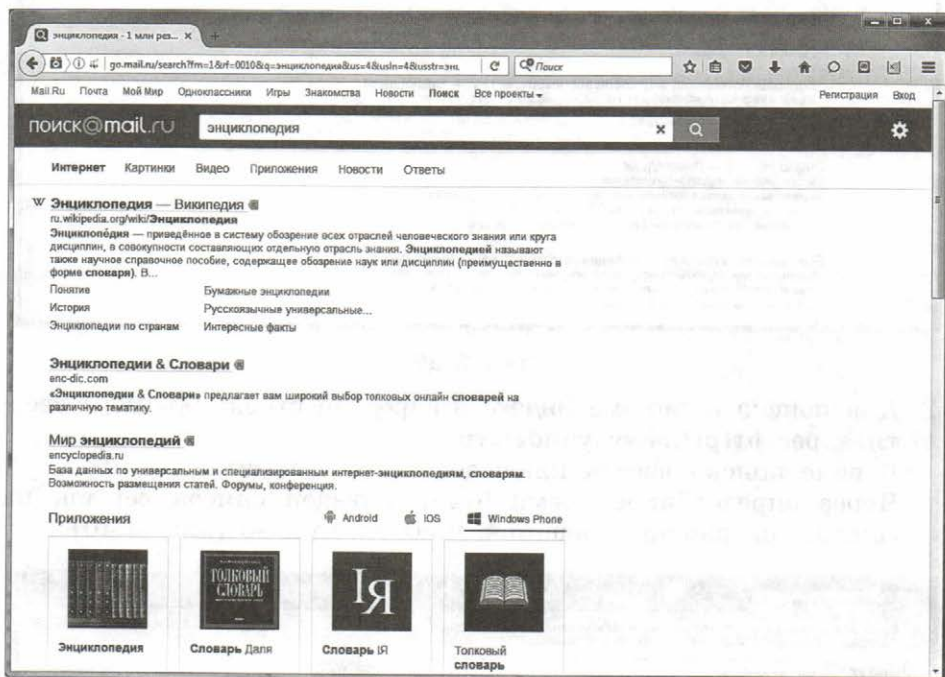 энциклопедия - 1 млн рез...
go.mail.ru/search?fm=1&rf=0010&q=энциклопедия&us=4&usln=4&usstr=энц
Поиск
Mail.Ru Почта Мой Мир Одноклассники Игры Знакомства Новости Поиск Все проекты Регистрация Вход
поиск@mail.ru энциклопедия
Интернет Картинки Видео Приложения Новости Ответы
W Энциклопедия — Википедия
ru.wikipedia.org/wiki/Энциклопедия
Энциклопе́дия — приведённое в систему обозрение всех отраслей человеческого знания или круга
дисциплин, в совокупности составляющих отдельную отрасль знания. Энциклопедией называют
также научное справочное пособие, содержащее обозрение наук или дисциплин (преимущественно в
форме словаря). В...
Понятие Бумажные энциклопедии
История Русскоязычные универсальные...
Энциклопедии по странам Интересные факты
Энциклопедии & Словари
enc-dic.com
«Энциклопедии & Словари» предлагает вам широкий выбор толковых онлайн словарей на
различную тематику.
Мир энциклопедий
encyclopedia.ru
База данных по универсальным и специализированным интернет-энциклопедиям, словарям.
Возможность размещения статей. Форумы, конференция.
Приложения Android iOS Windows Phone
ТОЛКОВЫЙ
СЛОВАРЬ
IЯ
Энциклопедия Словарь Даля Словарь IЯ Толковый
словарь